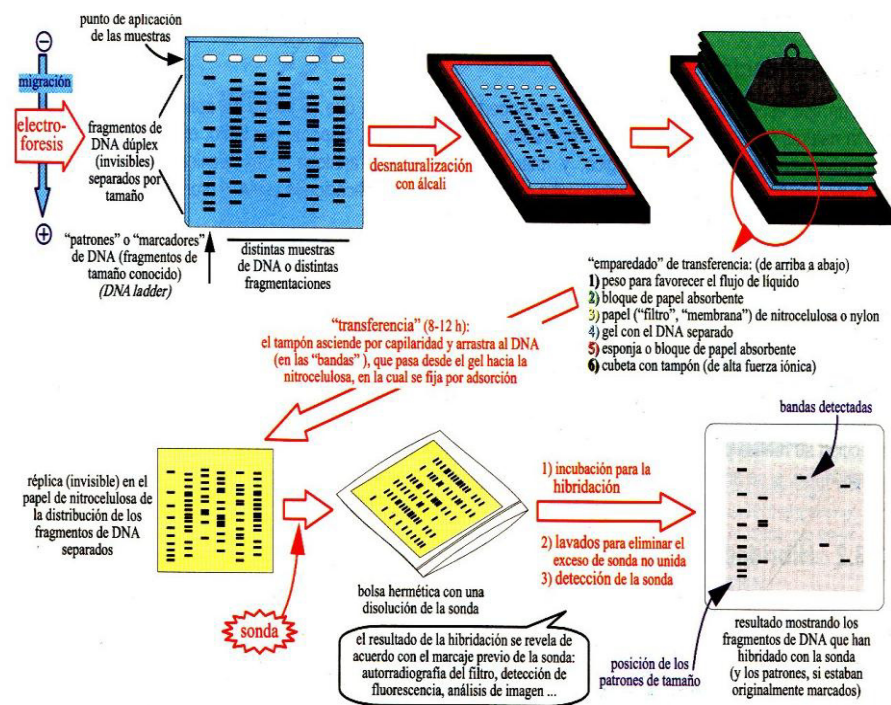 punto de aplicación
de las muestras
⊖
migración
electro-
foresis
⊕
fragmentos de
DNA dúplex
(invisibles)
separados por
tamaño
"patrones" o "marcadores"
de DNA (fragmentos de
tamaño conocido)
(DNA ladder)
distintas muestras
de DNA o distintas
fragmentaciones
desnaturalización
con álcali
"emparedado" de transferencia: (de arriba a abajo)
1) peso para favorecer el flujo de líquido
2) bloque de papel absorbente
3) papel ("filtro", "membrana") de nitrocelulosa o nylon
4) gel con el DNA separado
5) esponja o bloque de papel absorbente
6) cubeta con tampón (de alta fuerza iónica)
"transferencia" (8-12 h):
el tampón asciende por capilaridad y arrastra al DNA
(en las "bandas" ), que pasa desde el gel hacia la
nitrocelulosa, en la cual se fija por adsorción
réplica (invisible) en el
papel de nitrocelulosa de
la distribución de los
fragmentos de DNA
separados
sonda
bolsa hermética con una
disolución de la sonda
1) incubación para la
hibridación
2) lavados para eliminar el
exceso de sonda no unida
3) detección de la sonda
el resultado de la hibridación se revela de
acuerdo con el marcaje previo de la sonda:
autorradiografía del filtro, detección de
fluorescencia, análisis de imagen ...
bandas detectadas
posición de los
patrones de tamaño
resultado mostrando los
fragmentos de DNA que han
hibridado con la sonda
(y los patrones, si estaban
originalmente marcados)